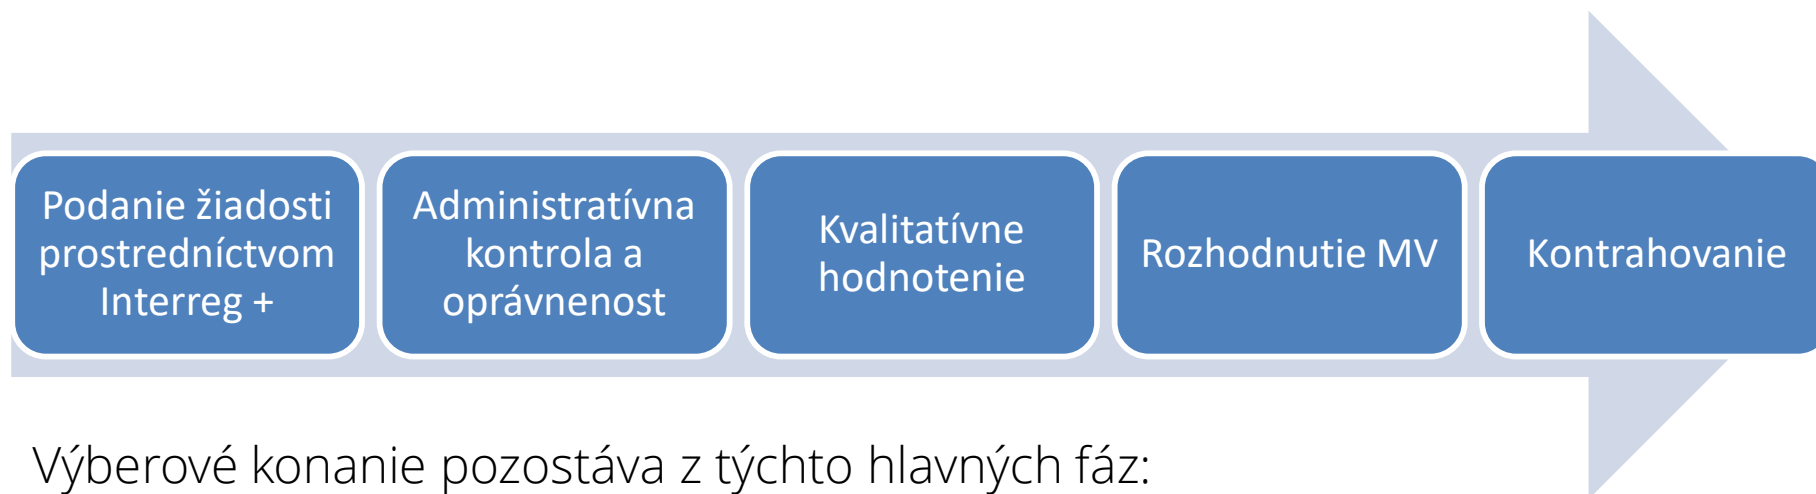 Podanie žiadosti
prostredníctvom
Interreg +
Administratívna
kontrola a
oprávnenost
Kvalitatívne
hodnotenie
Rozhodnutie MV
Kontrahovanie
Výberové konanie pozostáva z týchto hlavných fáz: